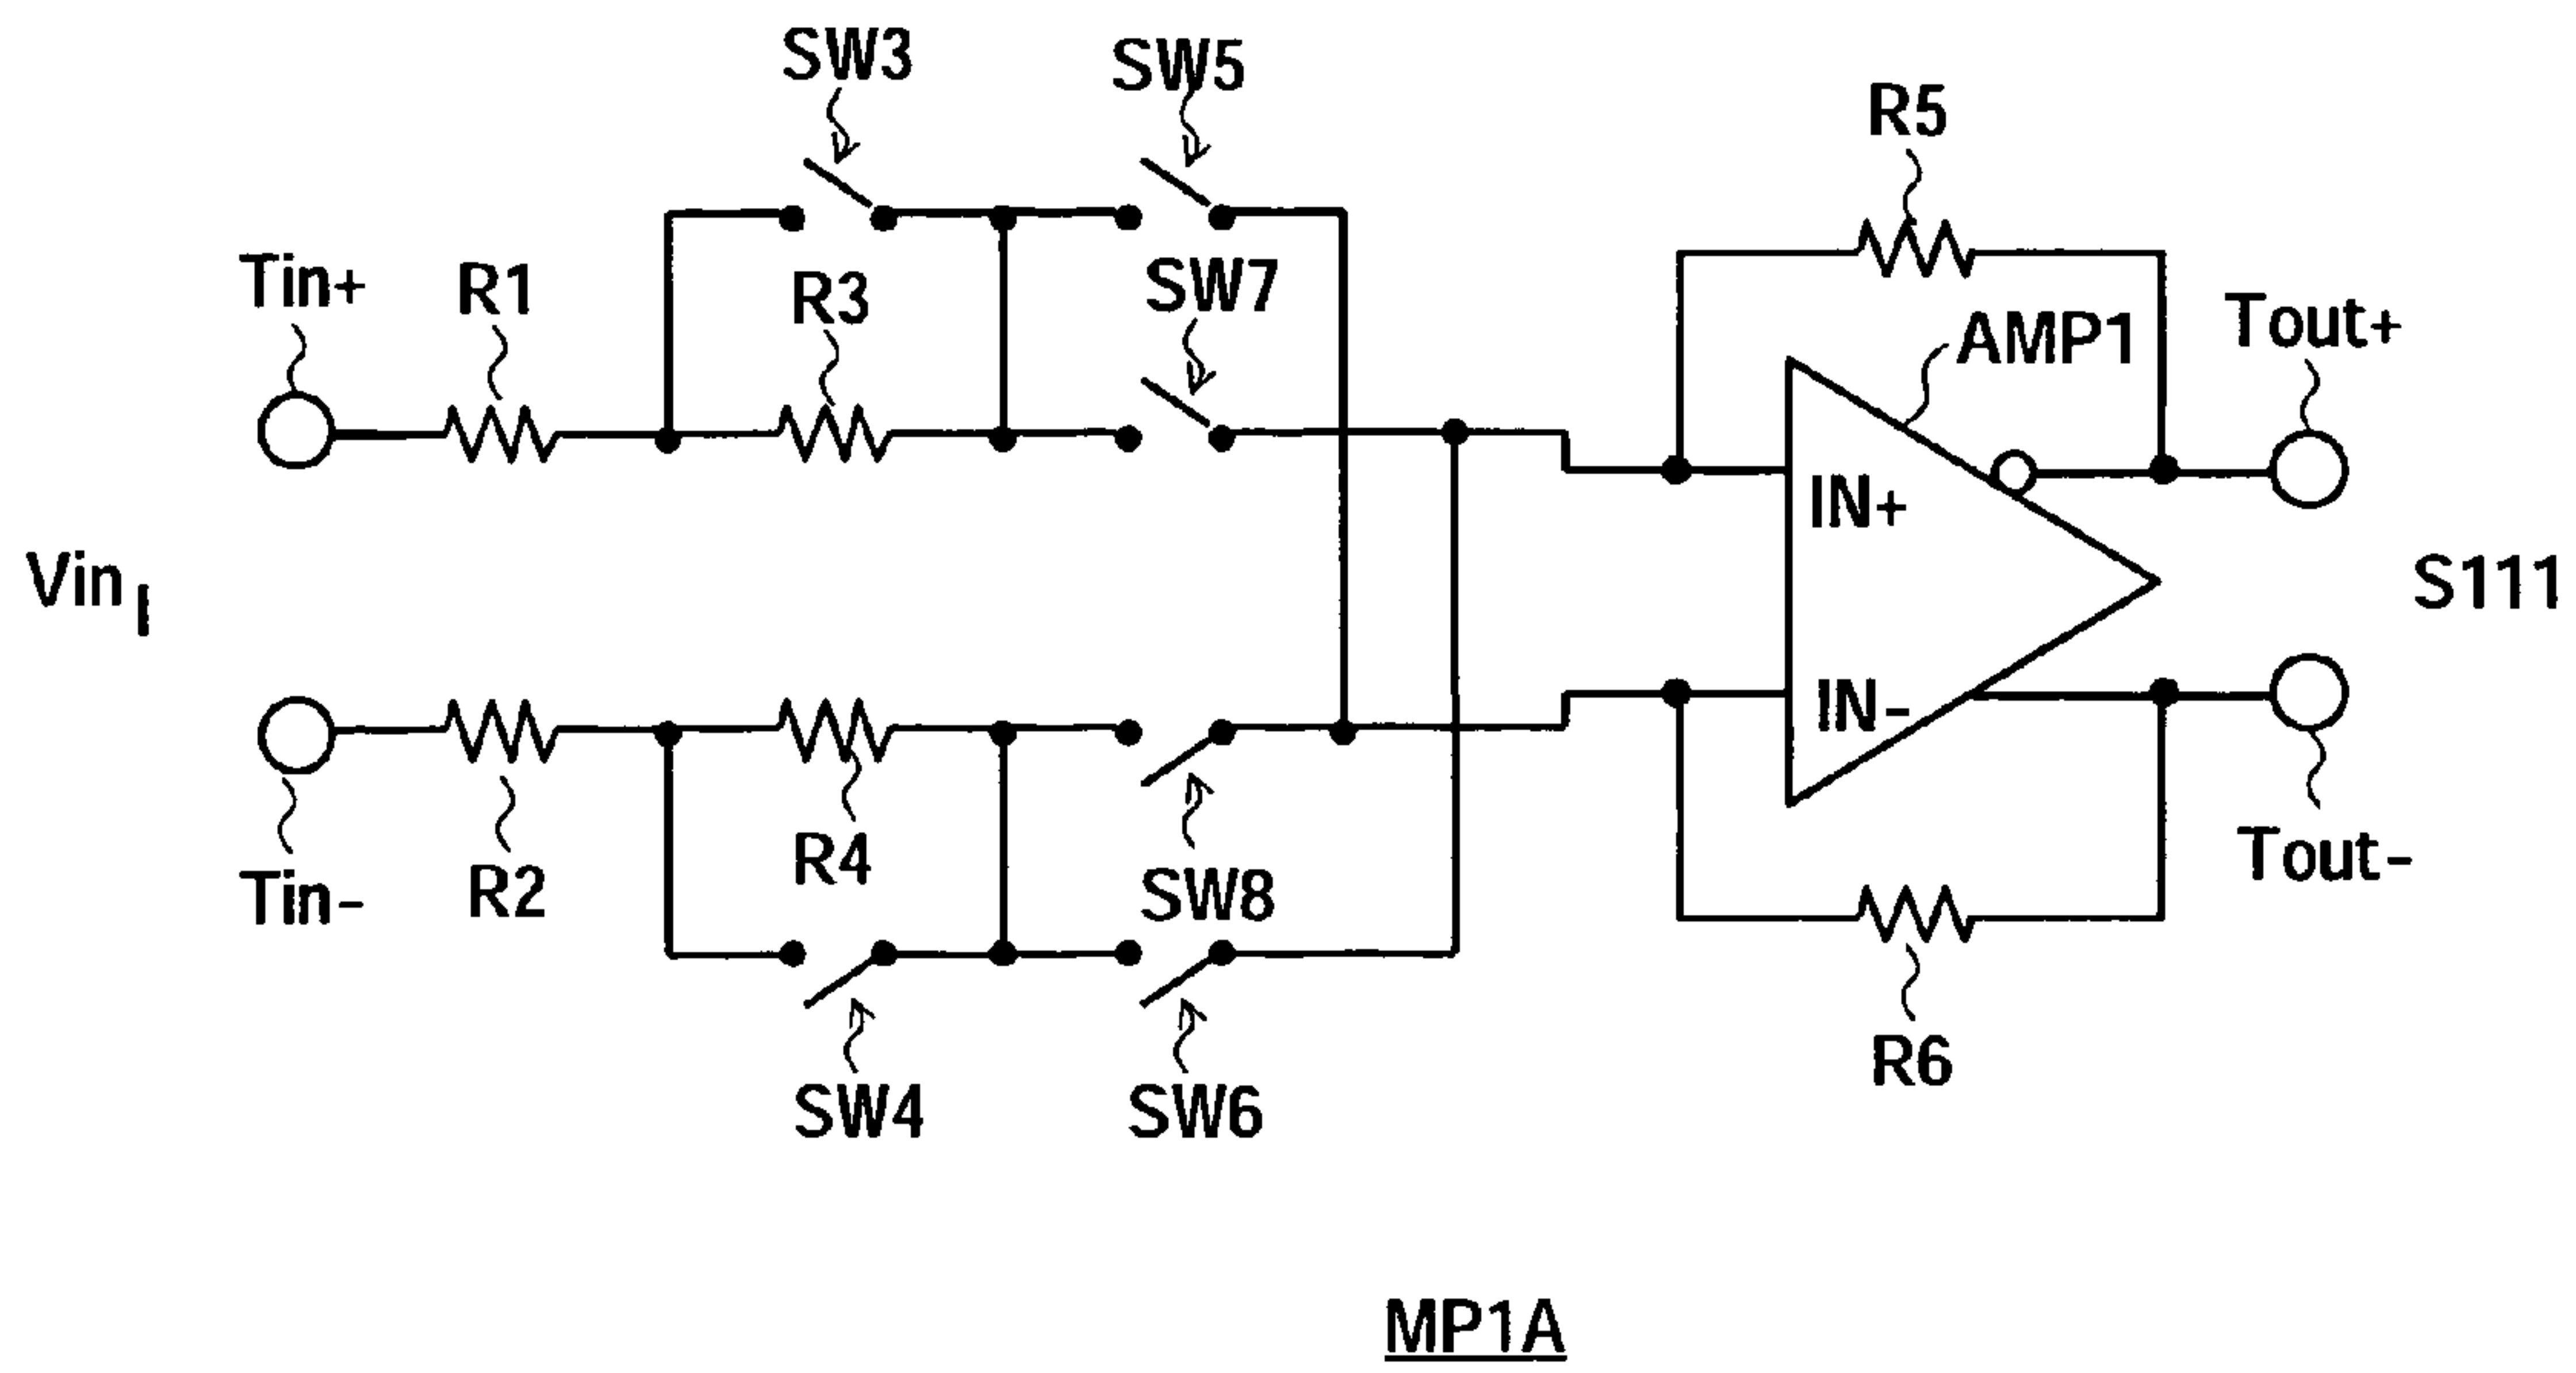 SW3
SW5
R5
Tin+
R1
R3
SW7
AMP1
Tout+
IN+
Vin I
S111
IN-
R4
R2
Tin-
SW8
Tout-
R6
SW4
SW6
MP1A